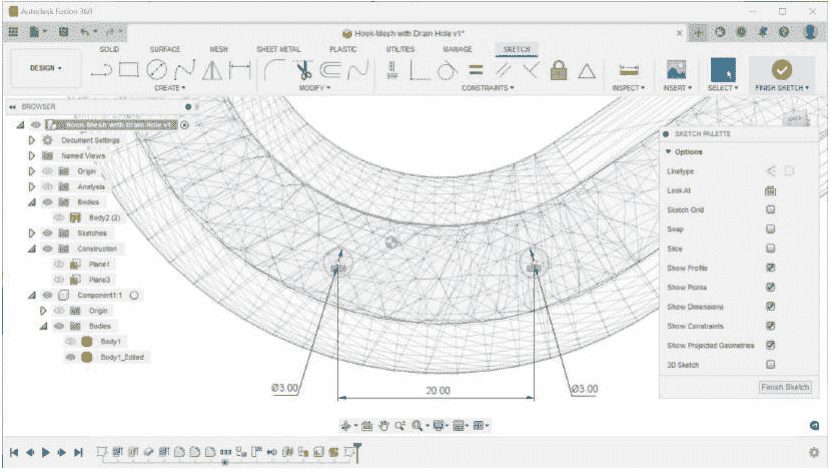 Autodesk Fusion 360
Hook-Mesh with Drain Hole v1*
SOLID SURFACE MESH SHEET METAL PLASTIC UTILITIES MANAGE SKETCH
DESIGN
CREATE MODIFY CONSTRAINTS INSPECT INSERT SELECT FINISH SKETCH
BROWSER
Document Settings
Named Views
Origin
Analysis
Bodies
Body2 (2)
Sketches
Construction
Plane1
Plane3
Component1:1
Origin
Bodies
Body1
Body1_Edited
SKETCH PALETTE
Options
Linetype
Look At
Sketch Grid
Snap
Slice
Show Profile
Show Points
Show Dimensions
Show Constraints
Show Projected Geometries
3D Sketch
Finish Sketch
Ø3.00 20.00 Ø3.00